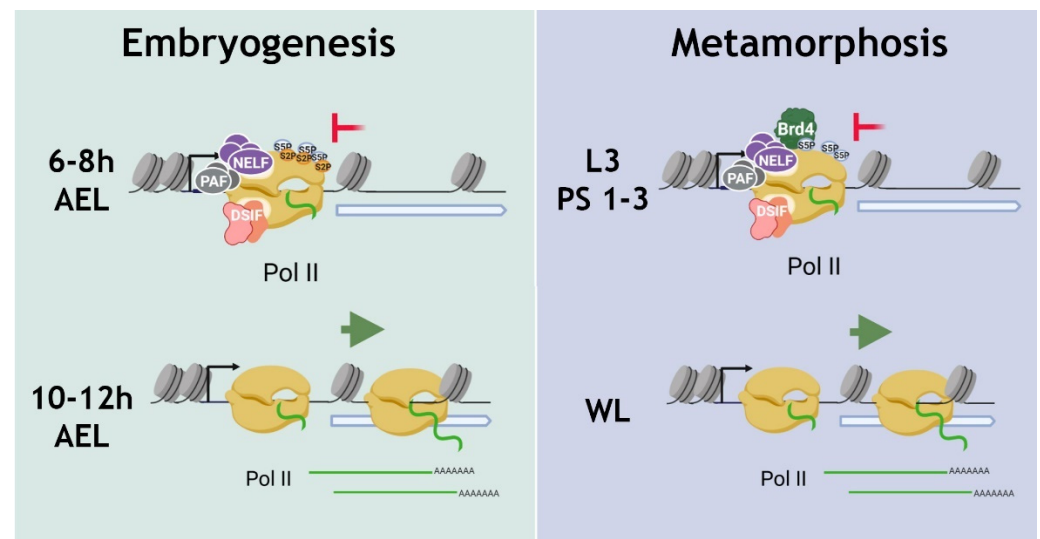 Embryogenesis
6-8h
AEL
NELF
PAF
DSIF
S5P
S2P
S5P
S2P
S5P
S2P
Pol II
10-12h
AEL
Pol II
AAAAAAA
AAAAAAA
Metamorphosis
L3
PS 1-3
Brd4
NELF
PAF
DSIF
S5P
S5P
S5P
Pol II
WL
Pol II
AAAAAAA
AAAAAAA